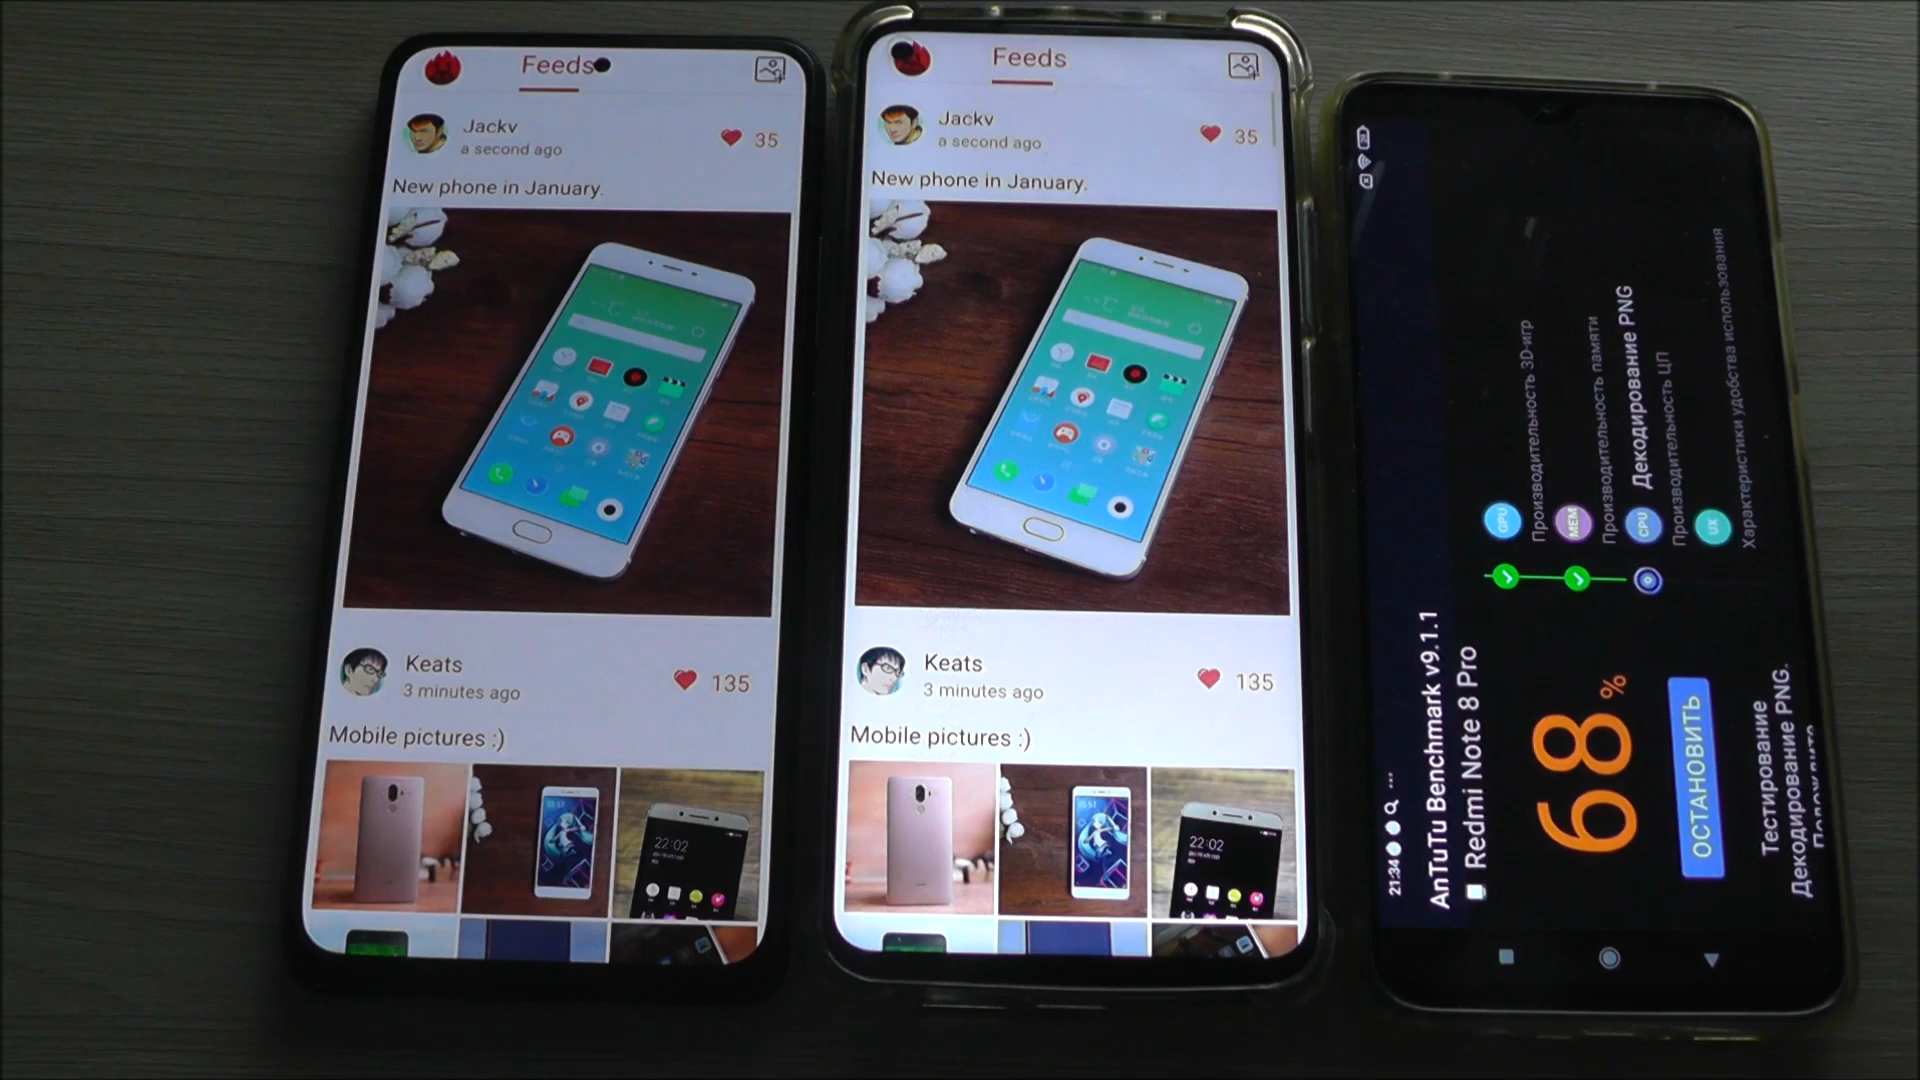 Feeds
Jackv
a second ago
35
New phone in January.
Keats
3 minutes ago
135
Mobile pictures :)
22:02
Feeds
Jackv
a second ago
35
New phone in January.
Keats
3 minutes ago
135
Mobile pictures :)
22:02
21:34
AnTuTu Benchmark v9.1.1
Redmi Note 8 Pro
68%
ОСТАНОВИТЬ
Тестирование
Декодирование PNG.
GPU
Производительность 3D-игр
MEM
Производительность памяти
CPU
Декодирование PNG
Производительность ЦП
UX
Характеристики удобства использования